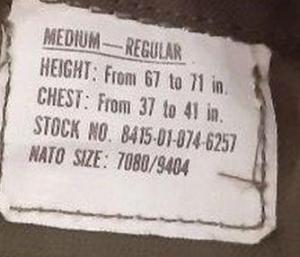 MEDIUM—REGULAR
HEIGHT: From 67 to 71 in.
CHEST: From 37 to 41 in.
STOCK NO. 8415-01-074-6257
NATO SIZE: 7080/9404